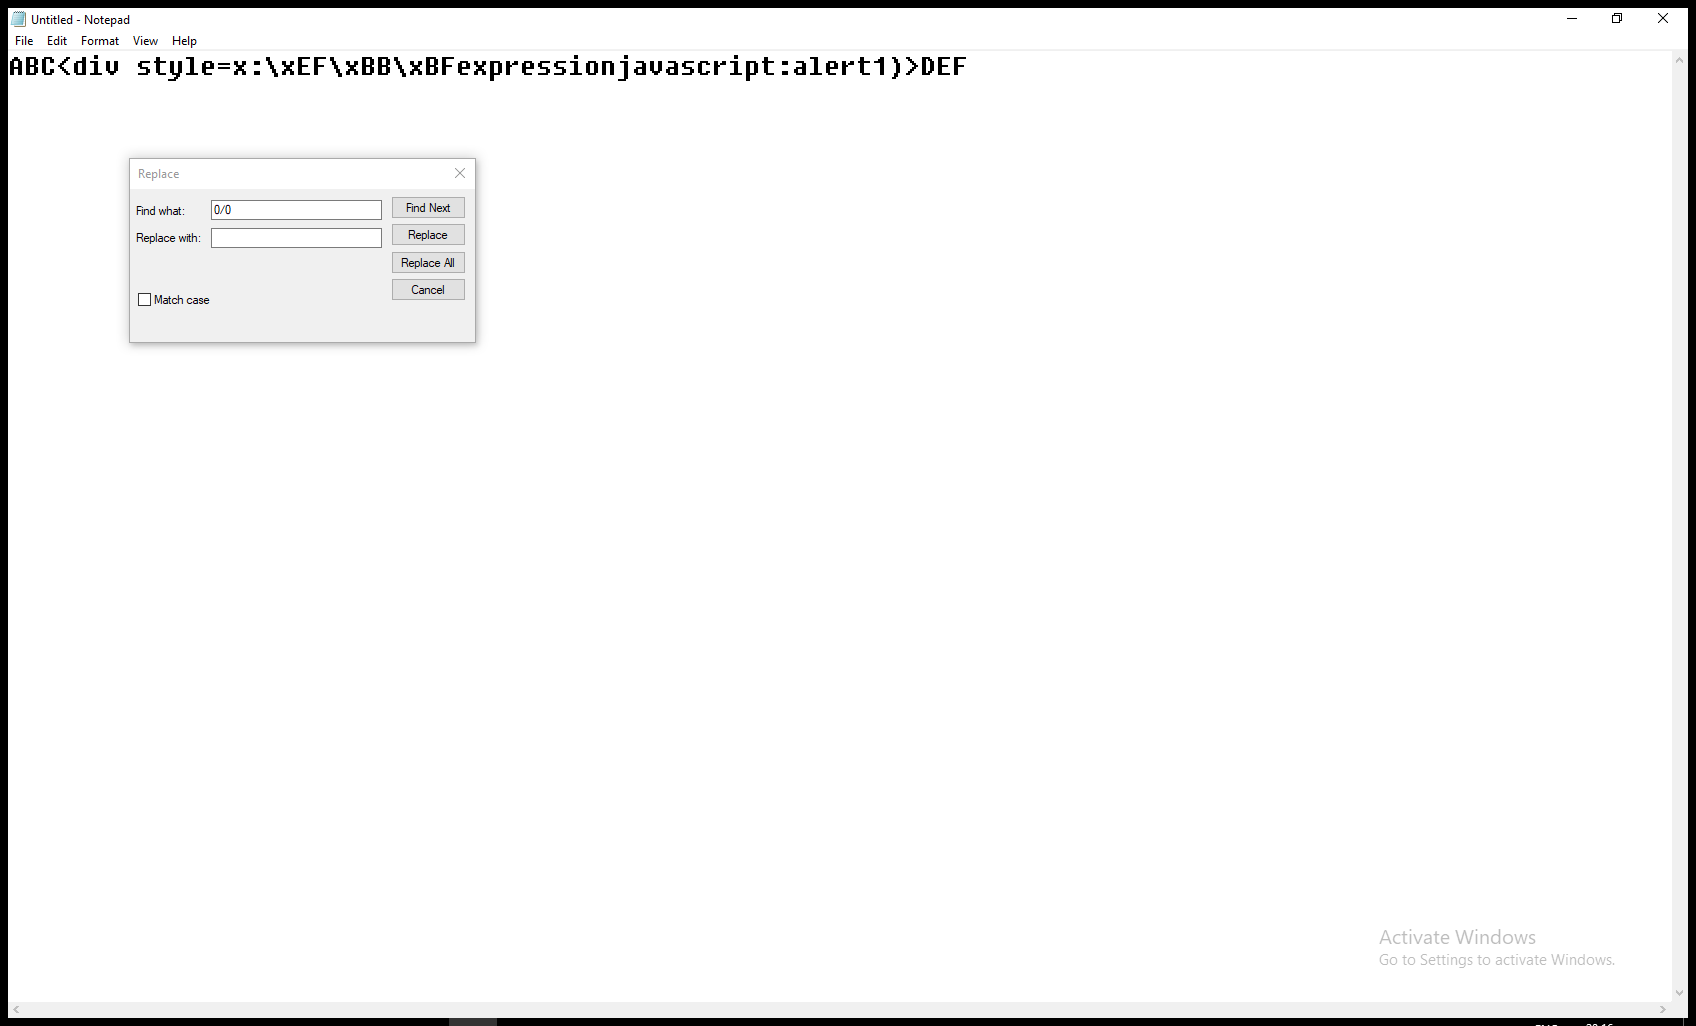 Untitled - Notepad
File Edit Format View Help
ABC<div style=x:\xEF\xBB\xBFexpressionjavascript:alert1)>DEF
Replace
Find what: 0/0 Find Next
Replace with: Replace
Replace All
Cancel
Match case
Activate Windows
Go to Settings to activate Windows.